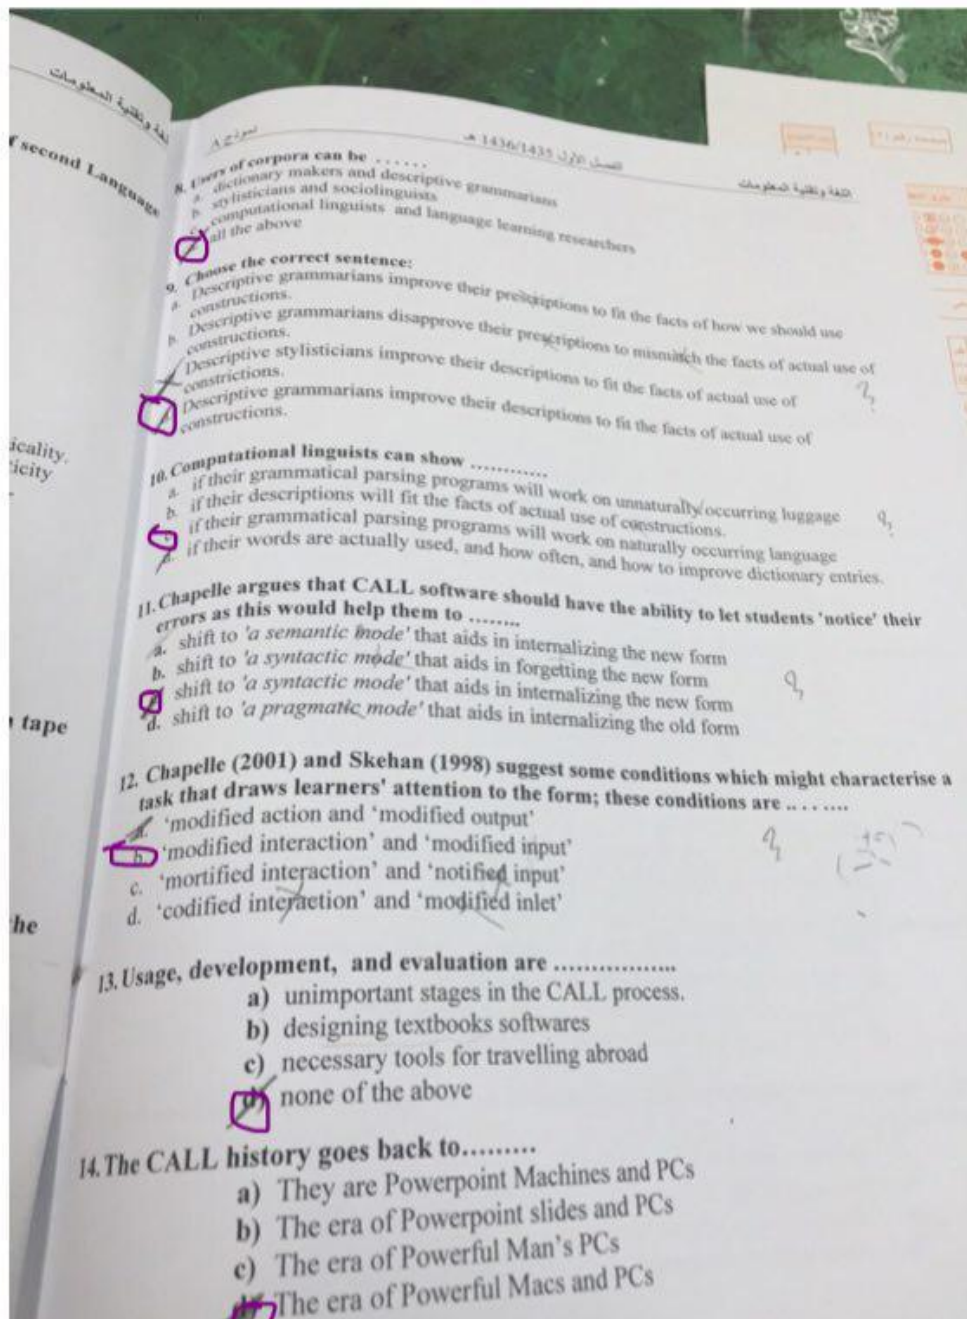 لغة وتقنية المعلومات
f second Language
icality.
icity
tape
he
نموذج A
الفصل الأول 1436/1435 هـ
اللغة وتقنية المعلومات
8. Users of corpora can be ......
a. dictionary makers and descriptive grammarians
b. stylisticians and sociolinguists
c. computational linguists and language learning researchers
all the above
9. Choose the correct sentence:
a. Descriptive grammarians improve their prescriptions to fit the facts of how we should use
constructions.
b. Descriptive grammarians disapprove their prescriptions to mismatch the facts of actual use of
constructions.
Descriptive stylisticians improve their descriptions to fit the facts of actual use of
constrictions.
Descriptive grammarians improve their descriptions to fit the facts of actual use of
constructions.
10. Computational linguists can show ............
a. if their grammatical parsing programs will work on unnaturally occurring luggage
b. if their descriptions will fit the facts of actual use of constructions.
if their grammatical parsing programs will work on naturally occurring language
d. if their words are actually used, and how often, and how to improve dictionary entries.
11. Chapelle argues that CALL software should have the ability to let students 'notice' their
errors as this would help them to ........
a. shift to 'a semantic mode' that aids in internalizing the new form
b. shift to 'a syntactic mode' that aids in forgetting the new form
shift to 'a syntactic mode' that aids in internalizing the new form
d. shift to 'a pragmatic mode' that aids in internalizing the old form
12. Chapelle (2001) and Skehan (1998) suggest some conditions which might characterise a
task that draws learners' attention to the form; these conditions are .. . . ....
a. 'modified action and 'modified output'
b. 'modified interaction' and 'modified input'
c. 'mortified interaction' and 'notified input'
d. 'codified interaction' and 'modified inlet'
13. Usage, development, and evaluation are .................
a) unimportant stages in the CALL process.
b) designing textbooks softwares
c) necessary tools for travelling abroad
d) none of the above
14. The CALL history goes back to.........
a) They are Powerpoint Machines and PCs
b) The era of Powerpoint slides and PCs
c) The era of Powerful Man's PCs
The era of Powerful Macs and PCs